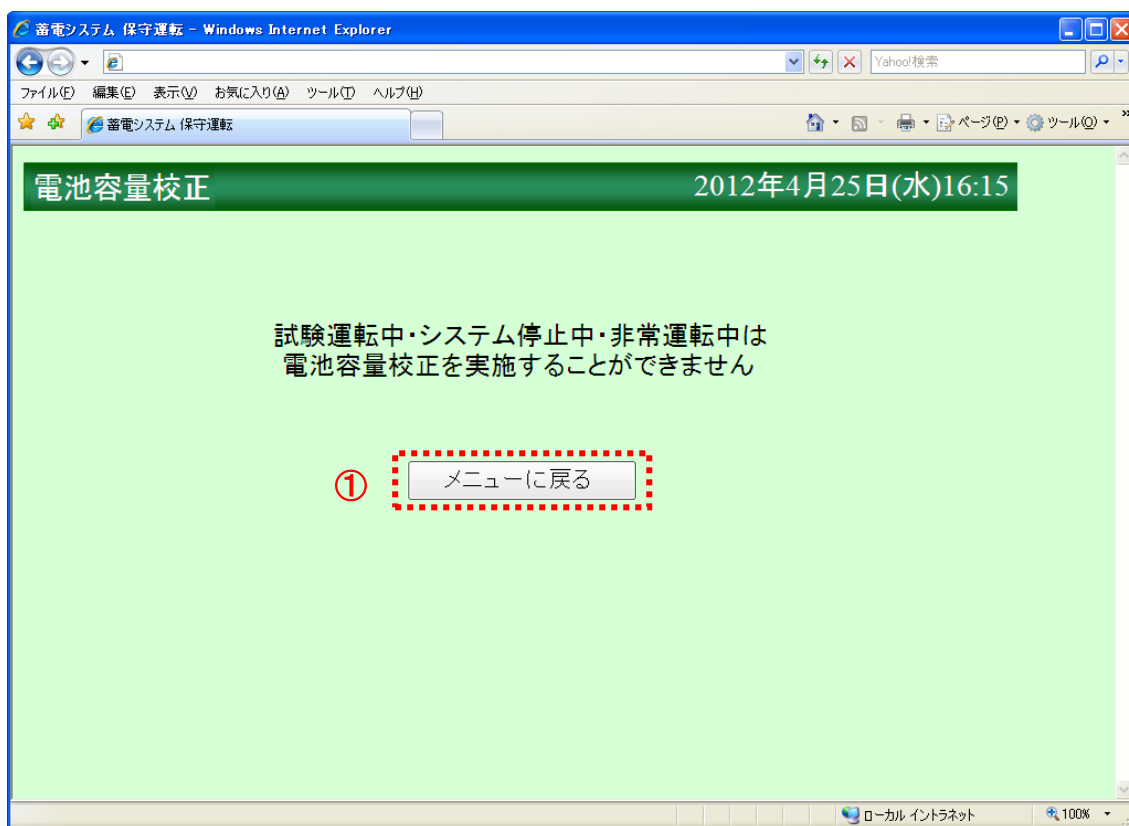 蓄電システム 保守運転 - Windows Internet Explorer
Yahoo!検索
ファイル(F) 編集(E) 表示(V) お気に入り(A) ツール(T) ヘルプ(H)
蓄電システム 保守運転
ページ(P) ツール(O) »
電池容量校正 2012年4月25日(水)16:15
試験運転中・システム停止中・非常運転中は
電池容量校正を実施することができません
① メニューに戻る
ローカル イントラネット 100%